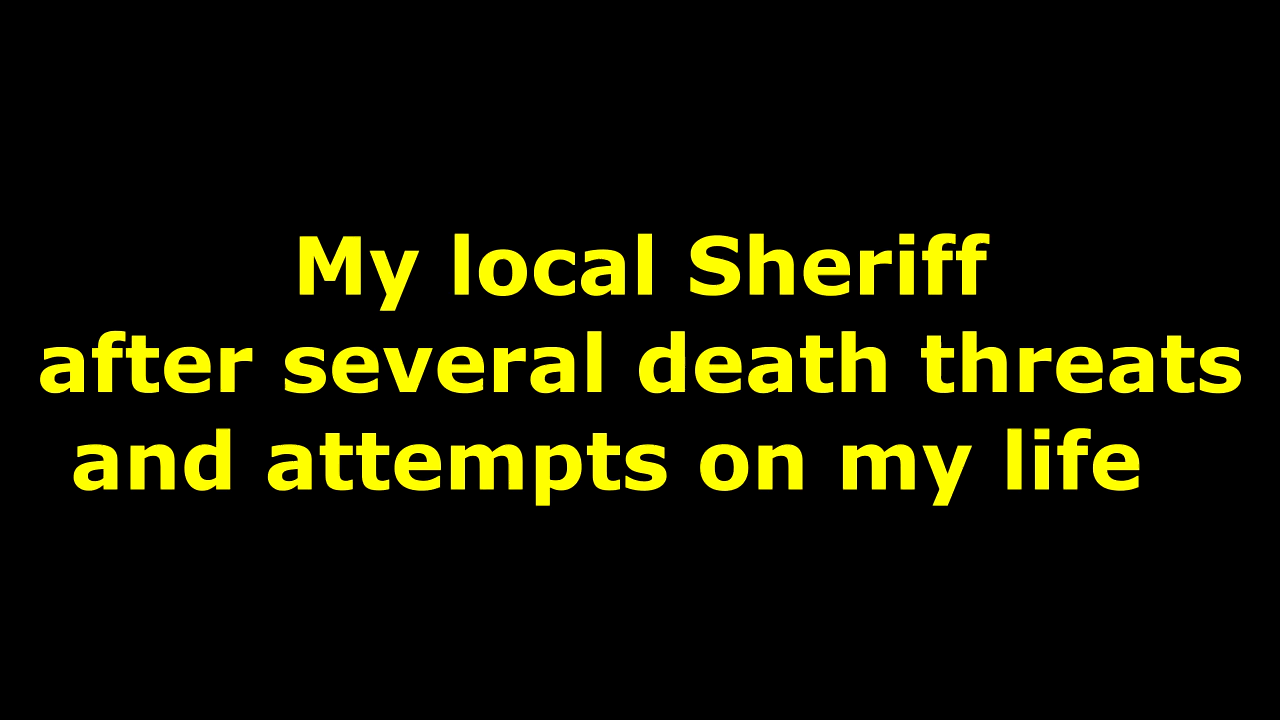 My local Sheriff
after several death threats
and attempts on my life